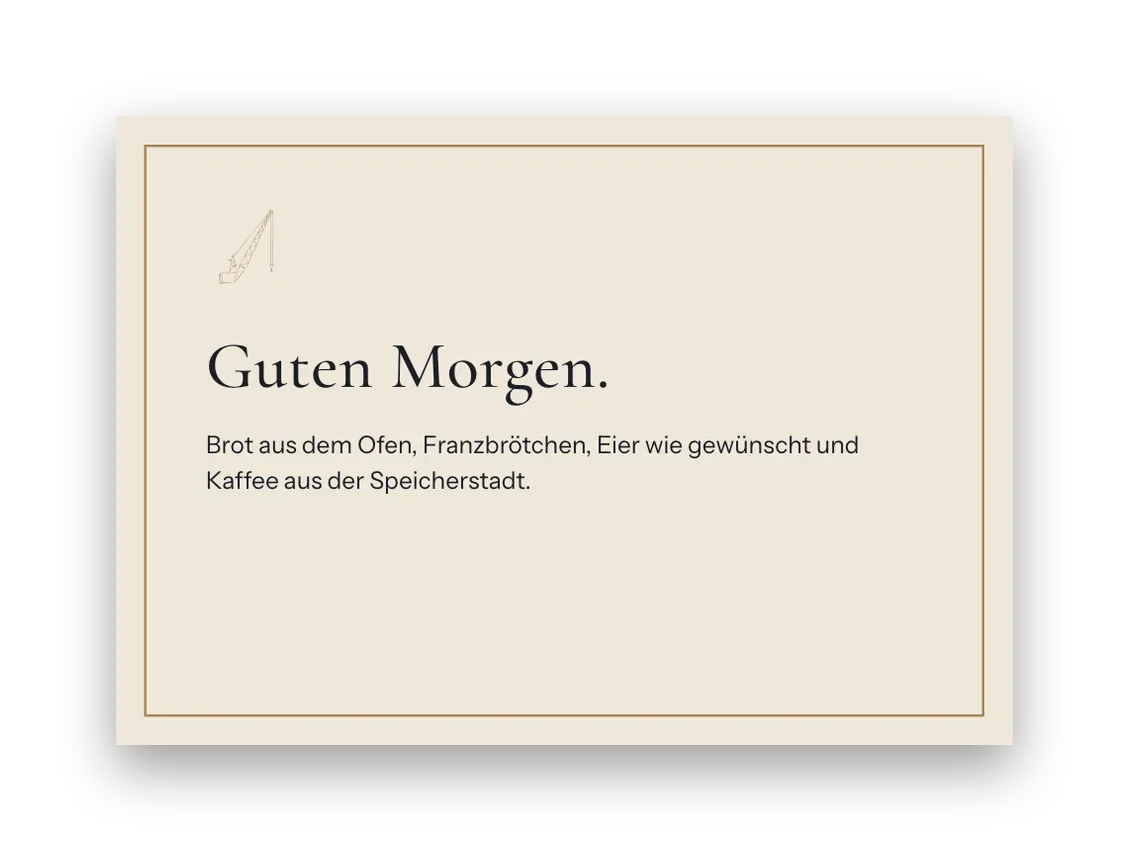 Guten Morgen.
Brot aus dem Ofen, Franzbrötchen, Eier wie gewünscht und
Kaffee aus der Speicherstadt.